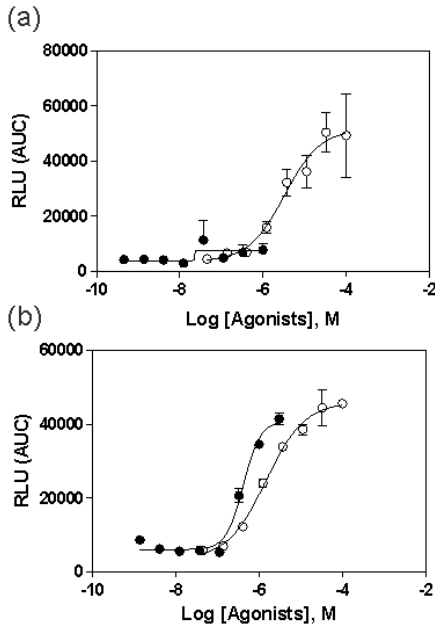 (a)
80000
60000
40000
20000
0
RLU (AUC)
-10 -8 -6 -4 -2
Log [Agonists], M
(b)
60000
40000
20000
0
RLU (AUC)
-10 -8 -6 -4 -2
Log [Agonists], M